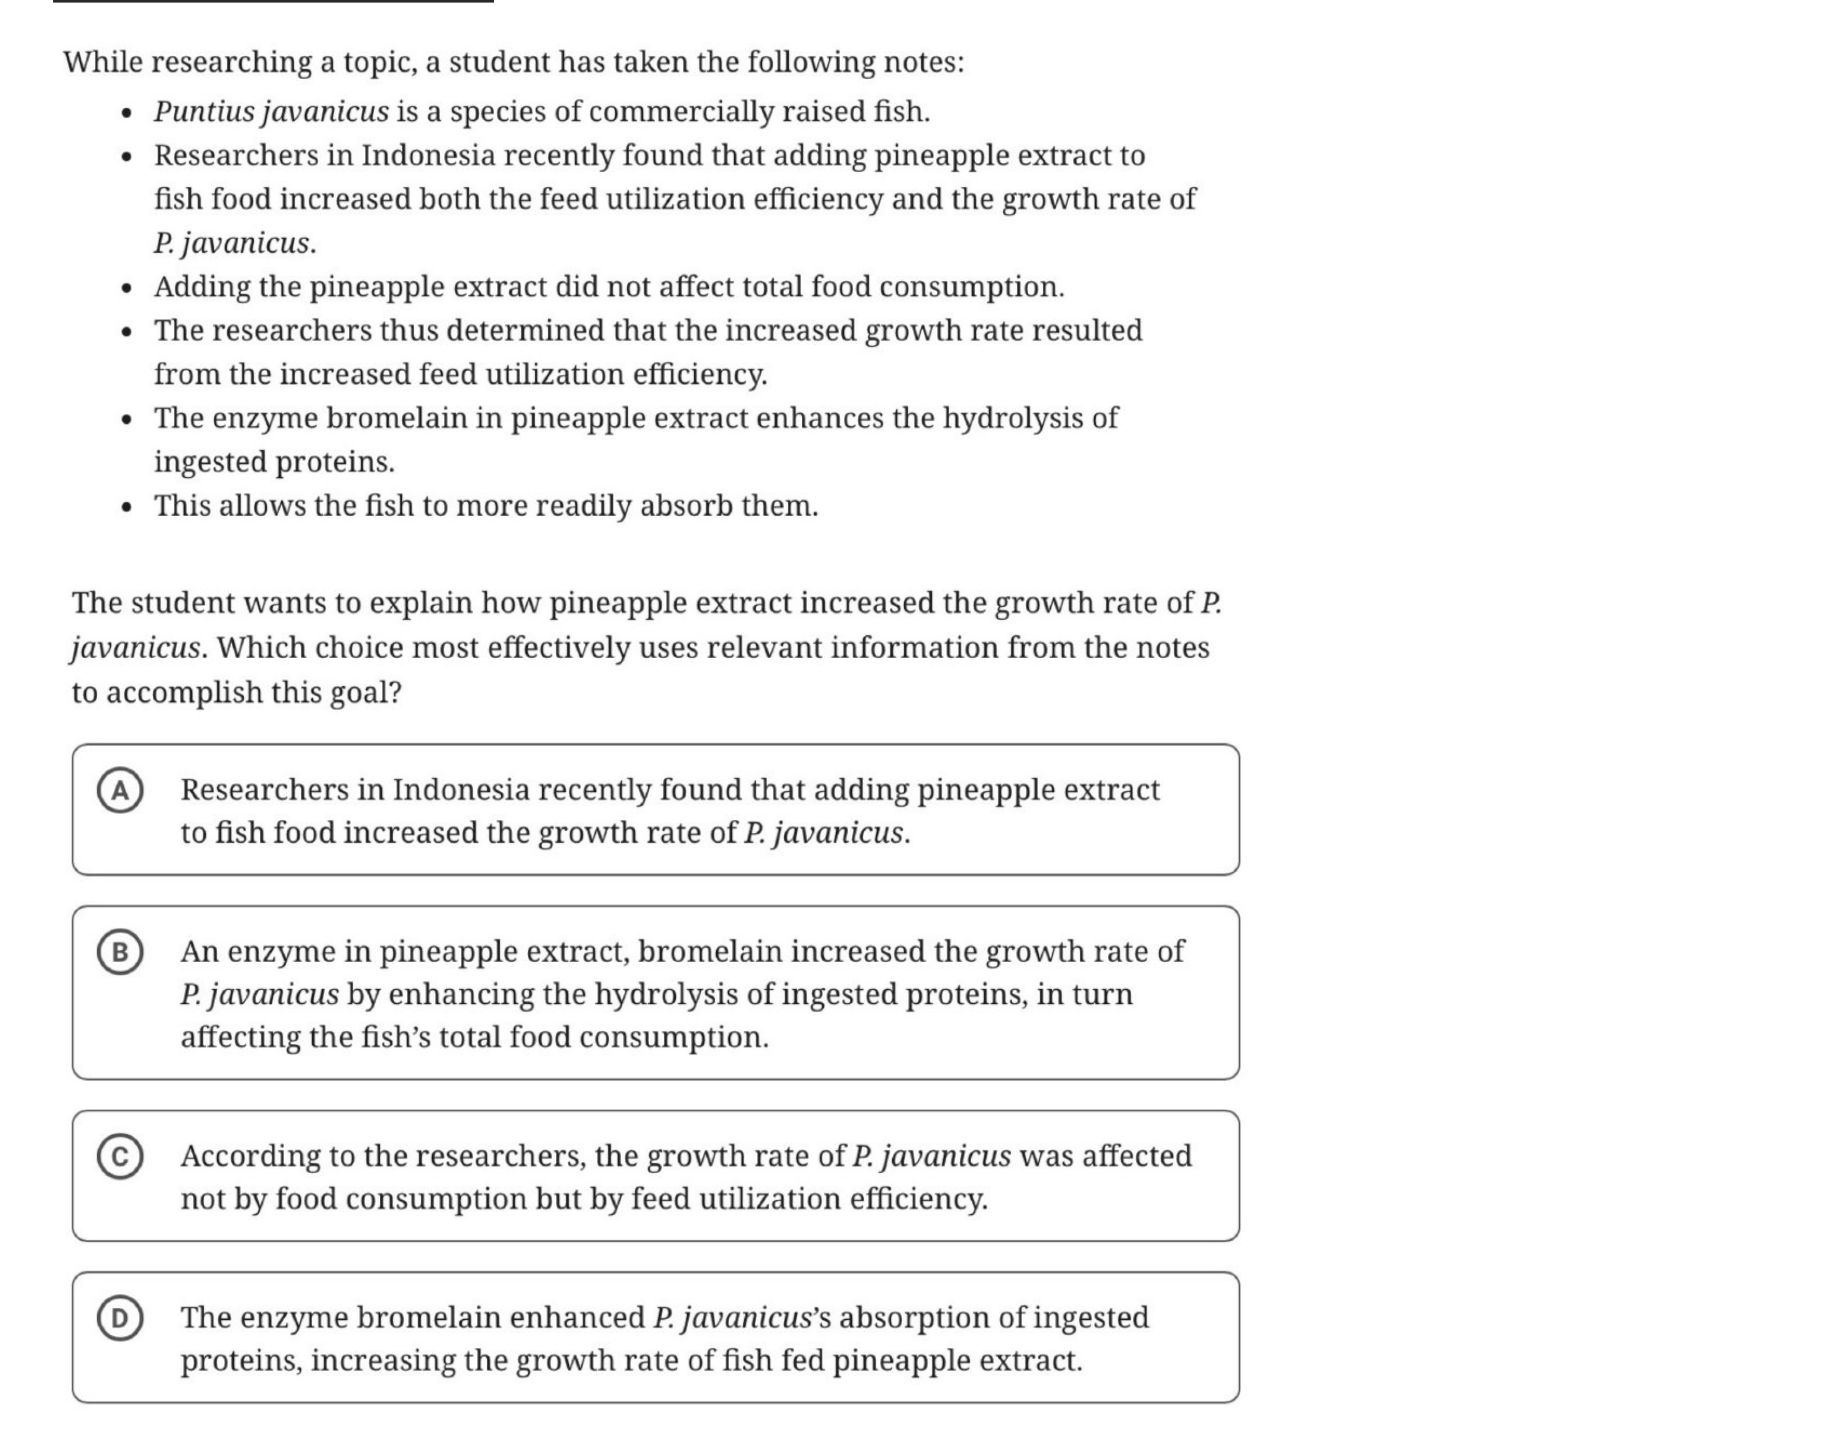 While researching a topic, a student has taken the following notes:
• Puntius javanicus is a species of commercially raised fish.
• Researchers in Indonesia recently found that adding pineapple extract to
fish food increased both the feed utilization efficiency and the growth rate of
P. javanicus.
• Adding the pineapple extract did not affect total food consumption.
• The researchers thus determined that the increased growth rate resulted
from the increased feed utilization efficiency.
• The enzyme bromelain in pineapple extract enhances the hydrolysis of
ingested proteins.
• This allows the fish to more readily absorb them.
The student wants to explain how pineapple extract increased the growth rate of P.
javanicus. Which choice most effectively uses relevant information from the notes
to accomplish this goal?
A Researchers in Indonesia recently found that adding pineapple extract
to fish food increased the growth rate of P. javanicus.
B An enzyme in pineapple extract, bromelain increased the growth rate of
P. javanicus by enhancing the hydrolysis of ingested proteins, in turn
affecting the fish’s total food consumption.
C According to the researchers, the growth rate of P. javanicus was affected
not by food consumption but by feed utilization efficiency.
D The enzyme bromelain enhanced P. javanicus’s absorption of ingested
proteins, increasing the growth rate of fish fed pineapple extract.